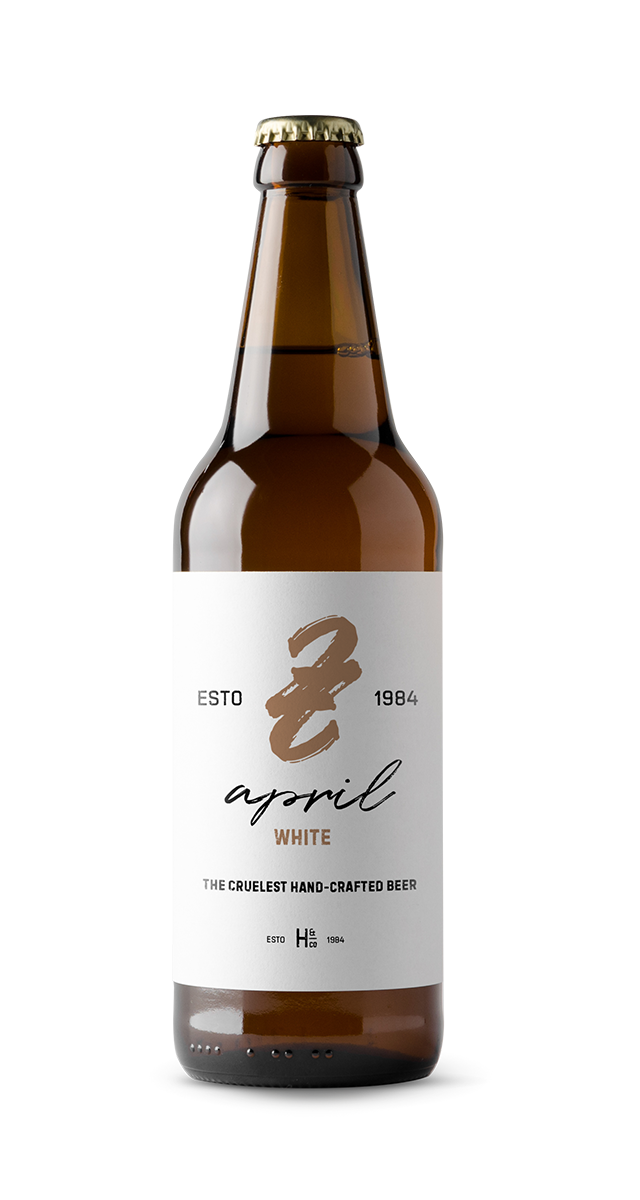 ESTO 1984
april
WHITE
THE CRUELEST HAND-CRAFTED BEER
ESTO H & co 1984